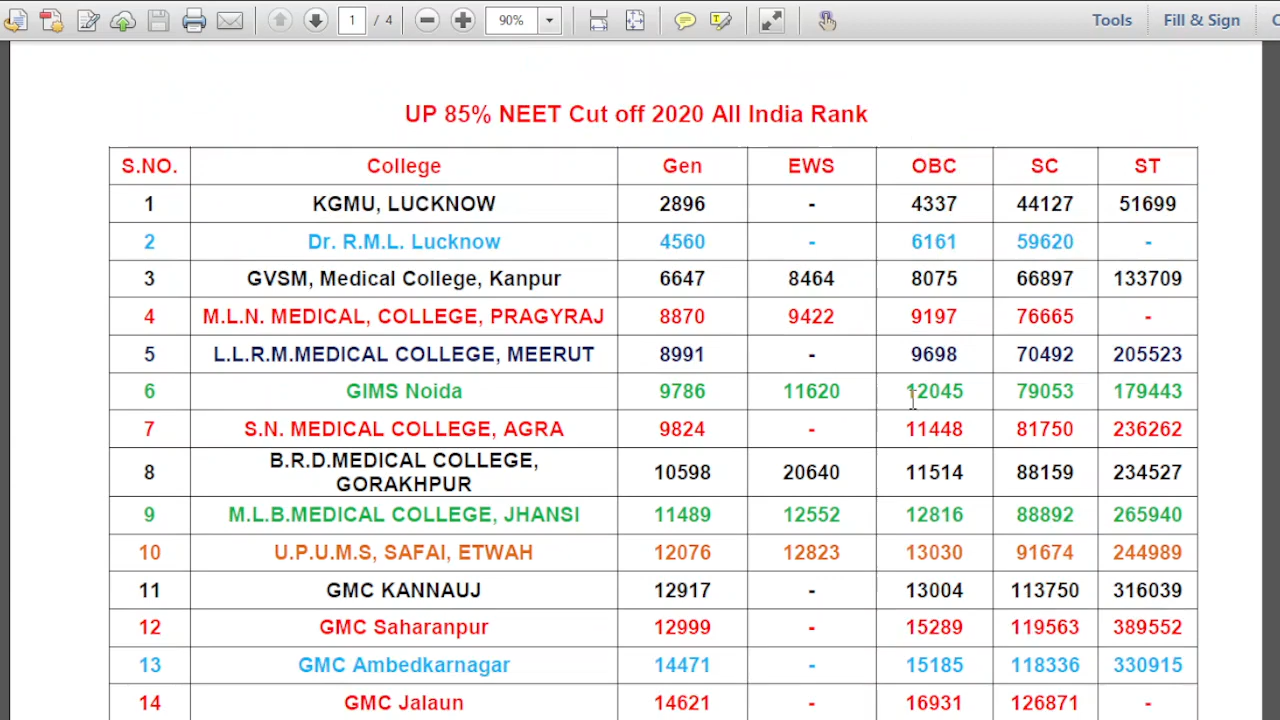 1 / 4 90% Tools Fill & Sign
UP 85% NEET Cut off 2020 All India Rank
S.NO. College Gen EWS OBC SC ST
1 KGMU, LUCKNOW 2896 - 4337 44127 51699
2 Dr. R.M.L. Lucknow 4560 - 6161 59620 -
3 GVSM, Medical College, Kanpur 6647 8464 8075 66897 133709
4 M.L.N. MEDICAL, COLLEGE, PRAGYRAJ 8870 9422 9197 76665 -
5 L.L.R.M.MEDICAL COLLEGE, MEERUT 8991 - 9698 70492 205523
6 GIMS Noida 9786 11620 12045 79053 179443
7 S.N. MEDICAL COLLEGE, AGRA 9824 - 11448 81750 236262
8 B.R.D.MEDICAL COLLEGE,
GORAKHPUR 10598 20640 11514 88159 234527
9 M.L.B.MEDICAL COLLEGE, JHANSI 11489 12552 12816 88892 265940
10 U.P.U.M.S, SAFAI, ETWAH 12076 12823 13030 91674 244989
11 GMC KANNAUJ 12917 - 13004 113750 316039
12 GMC Saharanpur 12999 - 15289 119563 389552
13 GMC Ambedkarnagar 14471 - 15185 118336 330915
14 GMC Jalaun 14621 16931 126871 -